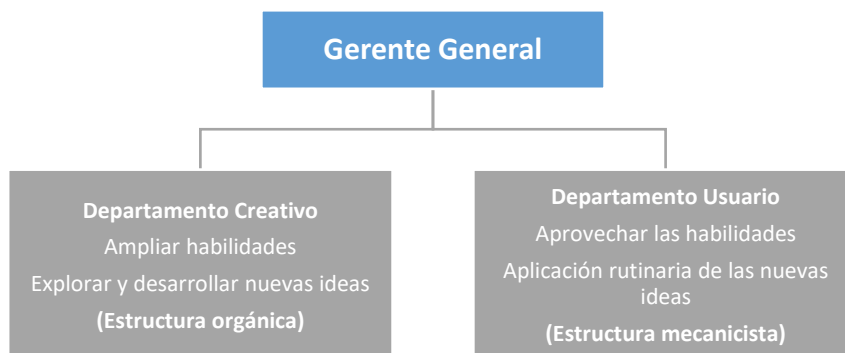 Gerente General
Departamento Creativo
Ampliar habilidades
Explorar y desarrollar nuevas ideas
(Estructura orgánica)
Departamento Usuario
Aprovechar las habilidades
Aplicación rutinaria de las nuevas
ideas
(Estructura mecanicista)